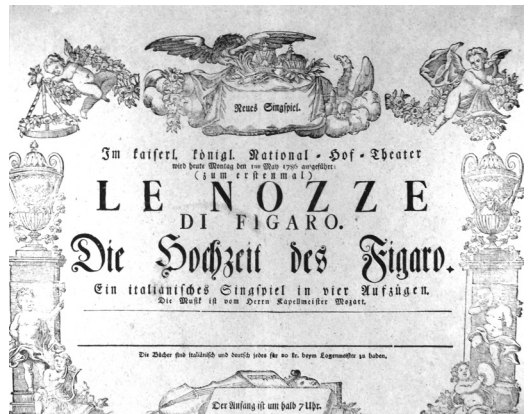 Neues Singspiel.
Im kaiserl. königl. National-Hof-Theater
wird heute Montag den 1ten May 1786 aufgeführt:
(zum erstenmal)
LE NOZZE
DI FIGARO.
Die Hochzeit des Figaro.
Ein italiänisches Singspiel in vier Aufzügen.
Die Musik ist vom Herrn Kapellmeister Mozart.
Die Bücher sind italiänisch und deutsch jedes für 20 kr. beym Logenmeister zu haben.
Der Anfang ist um halb 7 Uhr.